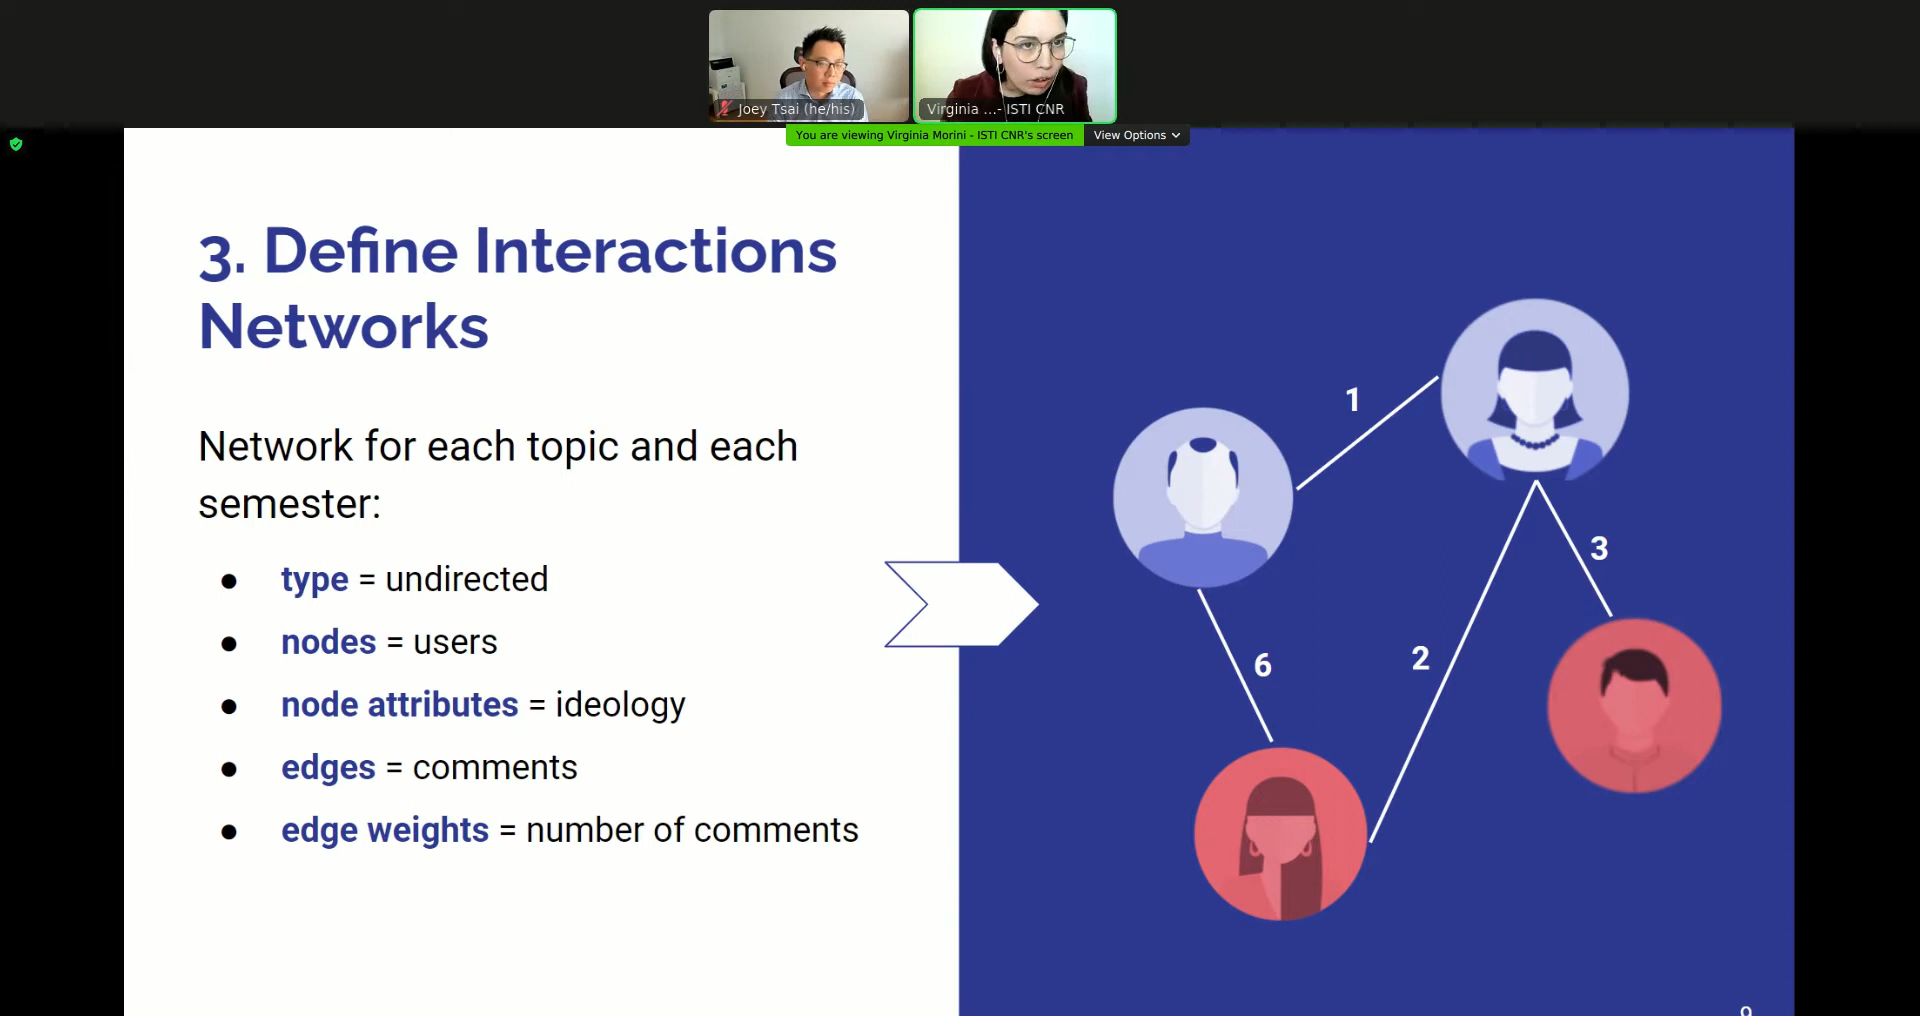 Joey Tsai (he/his)
Virginia ...- ISTI CNR
You are viewing Virginia Morini - ISTI CNR's screen
View Options
3. Define Interactions
Networks
Network for each topic and each
semester:
● type = undirected
● nodes = users
● node attributes = ideology
● edges = comments
● edge weights = number of comments
1
3
6
2
9